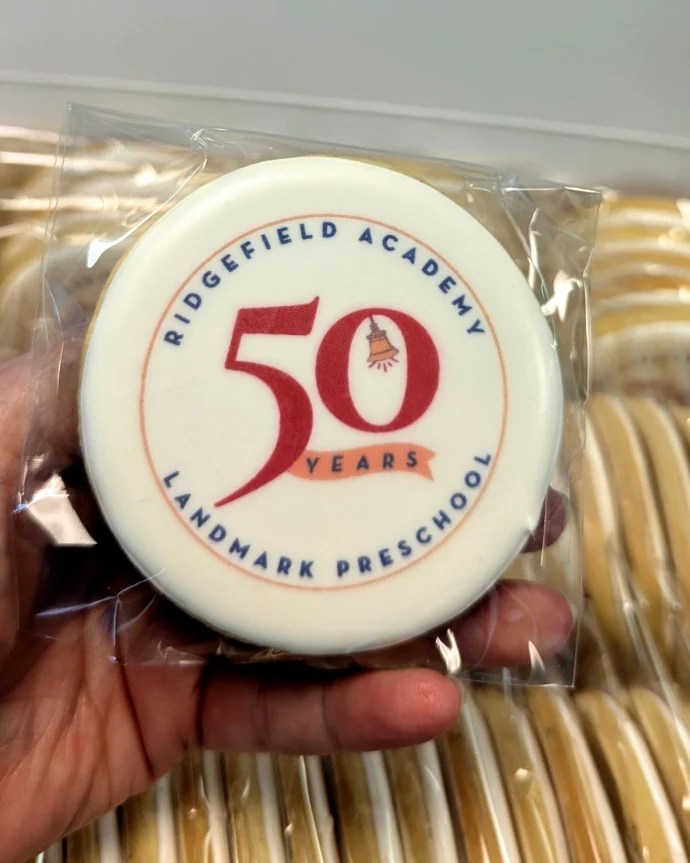 RIDGEFIELD ACADEMY
50
YEARS
LANDMARK PRESCHOOL